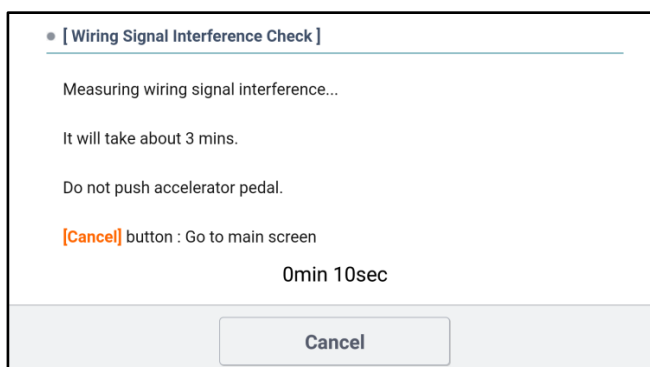 [ Wiring Signal Interference Check ]
Measuring wiring signal interference...
It will take about 3 mins.
Do not push accelerator pedal.
[Cancel] button : Go to main screen
0min 10sec
Cancel